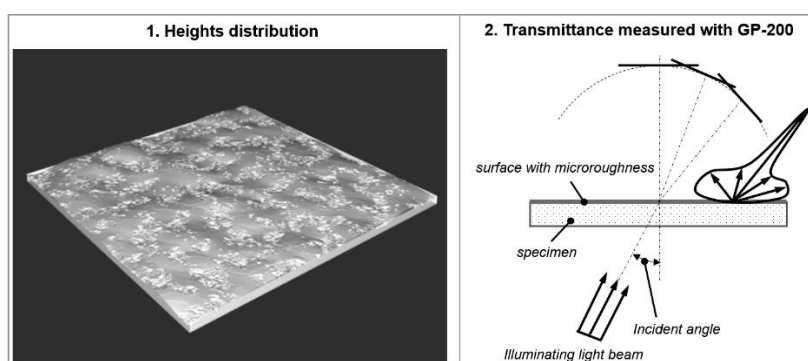 1. Heights distribution
2. Transmittance measured with GP-200
surface with microroughness
specimen
Incident angle
Illuminating light beam